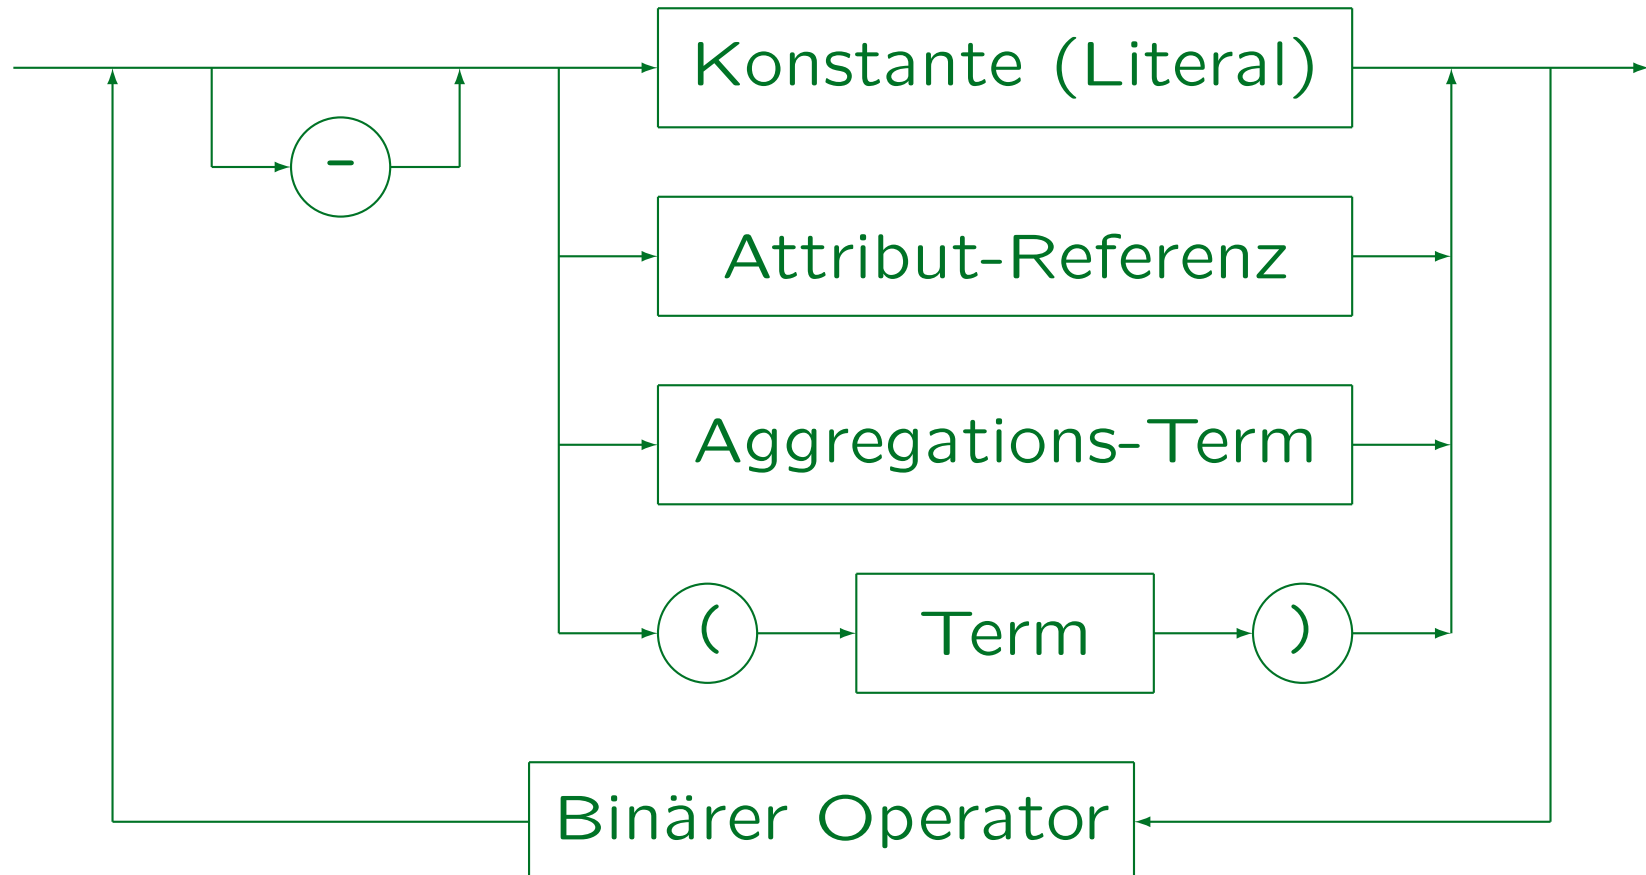 Konstante (Literal)
-
Attribut-Referenz
Aggregations-Term
( Term )
Binärer Operator